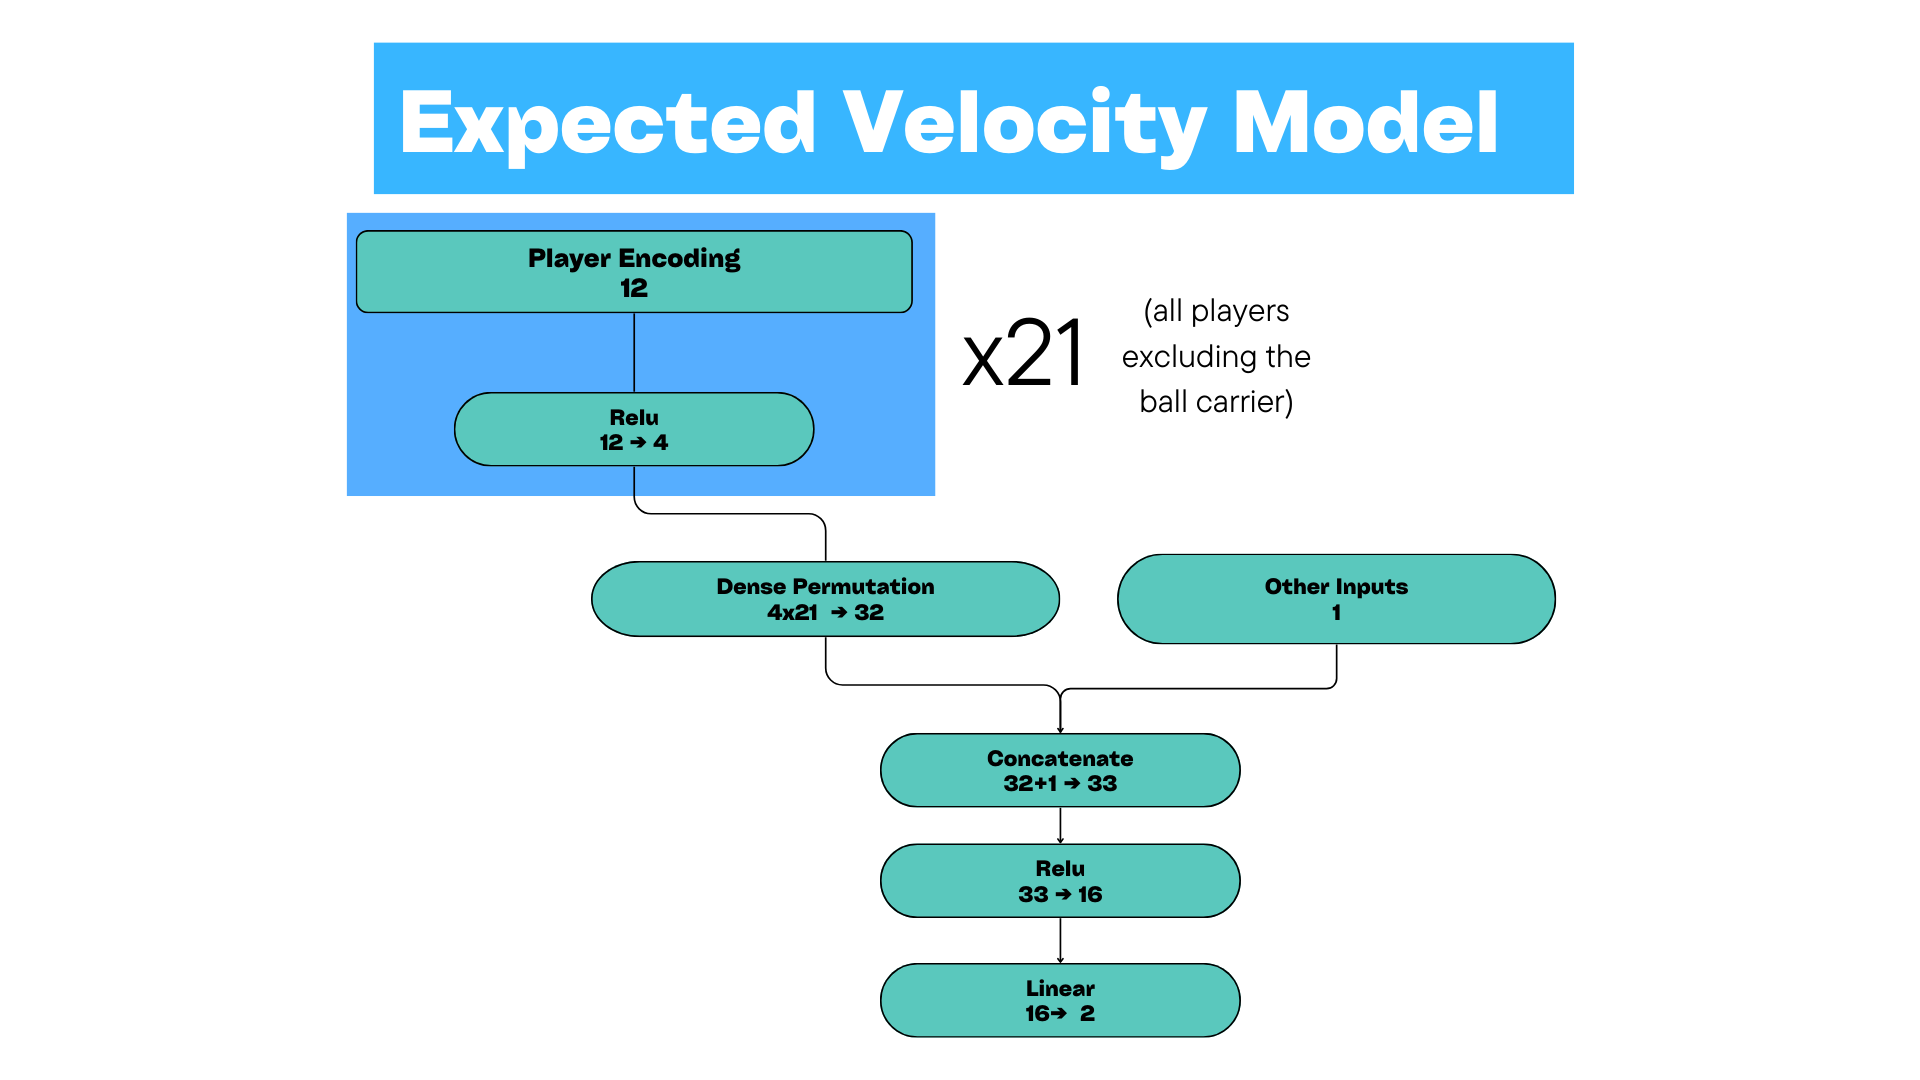 Expected Velocity Model
Player Encoding
12
Relu
12 → 4
x21
(all players
excluding the
ball carrier)
Dense Permutation
4x21 → 32
Other Inputs
1
Concatenate
32+1 → 33
Relu
33 → 16
Linear
16→ 2